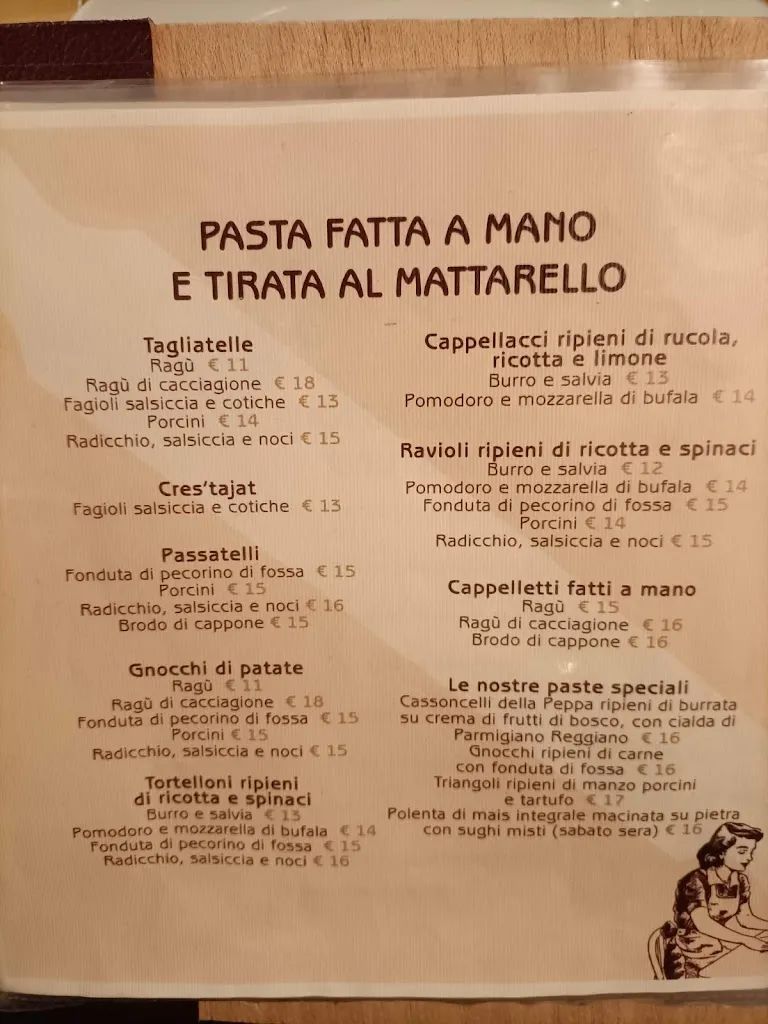 PASTA FATTA A MANO
E TIRATA AL MATTARELLO
Tagliatelle
Ragù € 11
Ragù di cacciagione € 18
Fagioli salsiccia e cotiche € 13
Porcini € 14
Radicchio, salsiccia e noci € 15
Cres'tajat
Fagioli salsiccia e cotiche € 13
Passatelli
Fonduta di pecorino di fossa € 15
Porcini € 15
Radicchio, salsiccia e noci € 16
Brodo di cappone € 15
Gnocchi di patate
Ragù € 11
Ragù di cacciagione € 18
Fonduta di pecorino di fossa € 15
Porcini € 15
Radicchio, salsiccia e noci € 15
Tortelloni ripieni
di ricotta e spinaci
Burro e salvia € 13
Pomodoro e mozzarella di bufala € 14
Fonduta di pecorino di fossa € 15
Radicchio, salsiccia e noci € 16
Cappellacci ripieni di rucola,
ricotta e limone
Burro e salvia € 13
Pomodoro e mozzarella di bufala € 14
Ravioli ripieni di ricotta e spinaci
Burro e salvia € 12
Pomodoro e mozzarella di bufala € 14
Fonduta di pecorino di fossa € 15
Porcini € 14
Radicchio, salsiccia e noci € 15
Cappelletti fatti a mano
Ragù € 15
Ragù di cacciagione € 16
Brodo di cappone € 16
Le nostre paste speciali
Cassoncelli della Peppa ripieni di burrata
su crema di frutti di bosco, con cialda di
Parmigiano Reggiano € 16
Gnocchi ripieni di carne
con fonduta di fossa € 16
Triangoli ripieni di manzo porcini
e tartufo € 17
Polenta di mais integrale macinata su pietra
con sughi misti (sabato sera) € 16